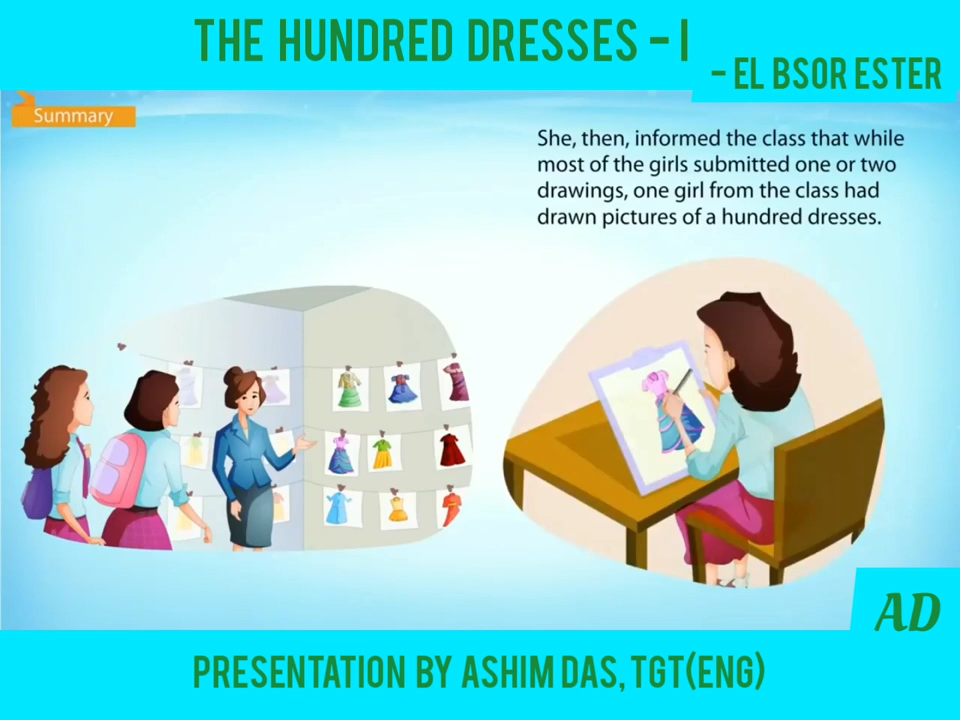 THE HUNDRED DRESSES - I
- EL BSOR ESTER
Summary
She, then, informed the class that while
most of the girls submitted one or two
drawings, one girl from the class had
drawn pictures of a hundred dresses.
AD
PRESENTATION BY ASHIM DAS, TGT(ENG)